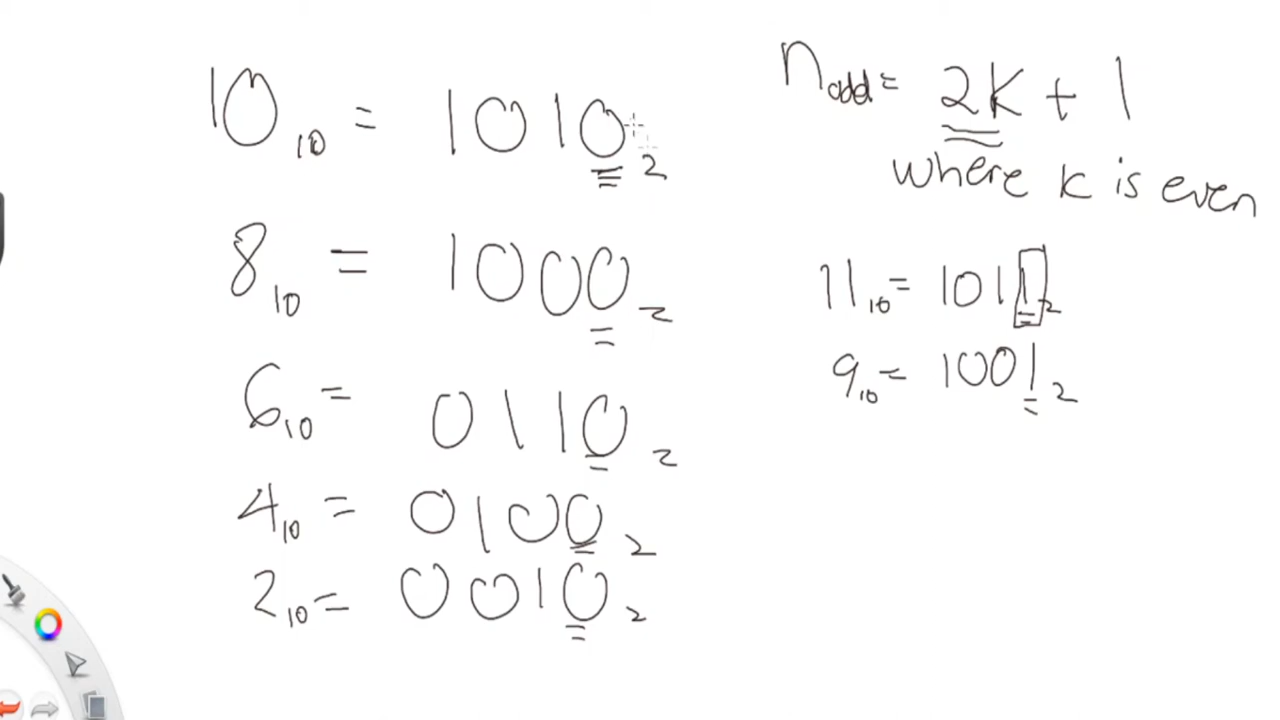 10₁₀ = 1010₂
8₁₀ = 1000₂
6₁₀ = 0110₂
4₁₀ = 0100₂
2₁₀ = 0010₂
n odd = 2k + 1
where k is even
11₁₀ = 1011₂
9₁₀ = 1001₂